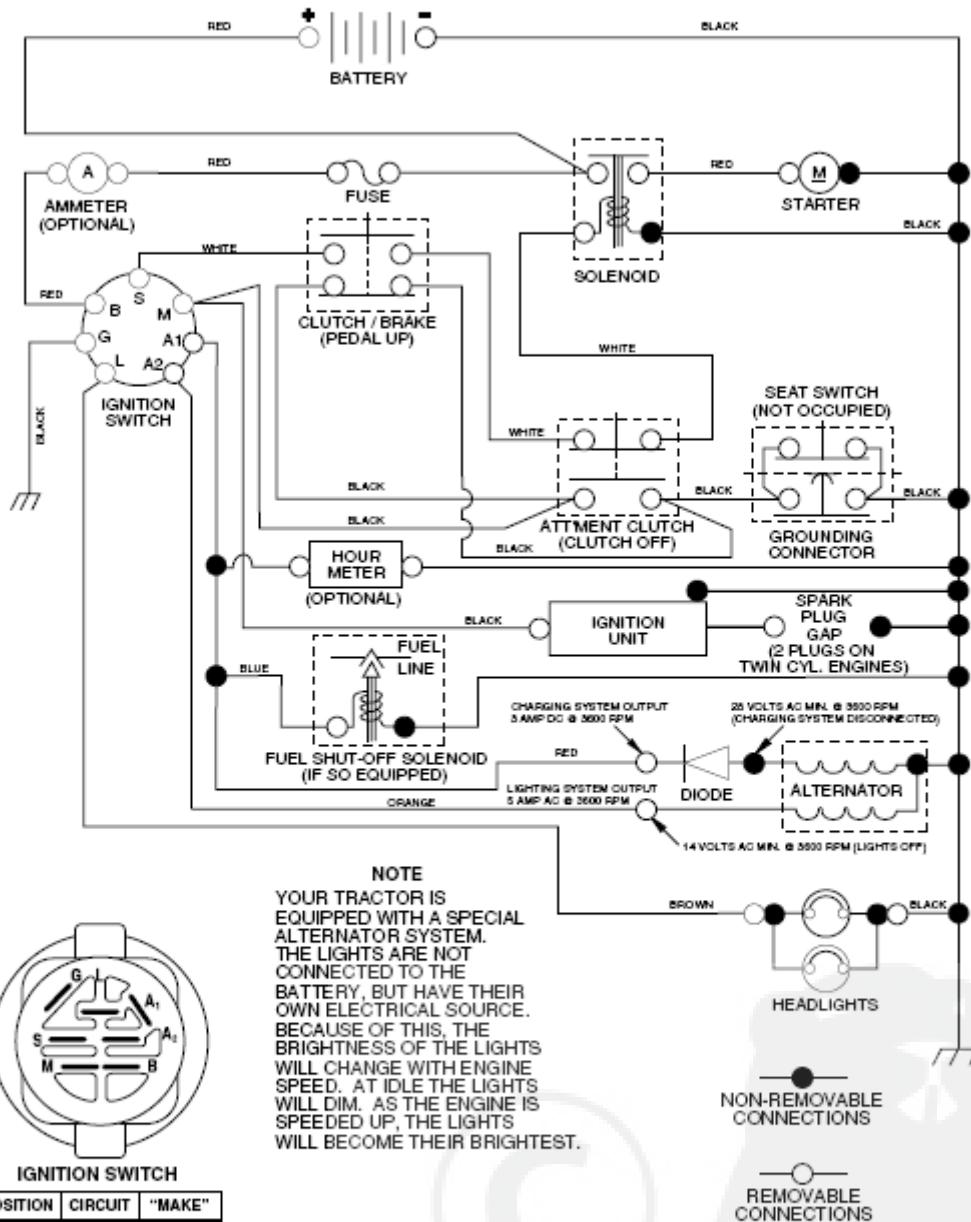 +
-
RED
BLACK
BATTERY
RED
RED
A
M
AMMETER
(OPTIONAL)
FUSE
STARTER
WHITE
BLACK
SOLENOID
RED
S
B
M
G
A1
L
A2
CLUTCH / BRAKE
(PEDAL UP)
IGNITION
SWITCH
WHITE
BLACK
SEAT SWITCH
(NOT OCCUPIED)
WHITE
BLACK
BLACK
BLACK
BLACK
ATT'MENT CLUTCH
(CLUTCH OFF)
GROUNDING
CONNECTOR
BLACK
HOUR
METER
(OPTIONAL)
BLACK
IGNITION
UNIT
SPARK
PLUG
GAP
(2 PLUGS ON
TWIN CYL. ENGINES)
BLUE
FUEL
LINE
FUEL SHUT-OFF SOLENOID
(IF SO EQUIPPED)
CHARGING SYSTEM OUTPUT
3 AMP DC @ 3600 RPM
28 VOLTS AC MIN. @ 3600 RPM
(CHARGING SYSTEM DISCONNECTED)
RED
DIODE
ALTERNATOR
LIGHTING SYSTEM OUTPUT
5 AMP AC @ 3600 RPM
ORANGE
14 VOLTS AC MIN. @ 3600 RPM (LIGHTS OFF)
BROWN
BLACK
HEADLIGHTS
NOTE
YOUR TRACTOR IS
EQUIPPED WITH A SPECIAL
ALTERNATOR SYSTEM.
THE LIGHTS ARE NOT
CONNECTED TO THE
BATTERY, BUT HAVE THEIR
OWN ELECTRICAL SOURCE.
BECAUSE OF THIS, THE
BRIGHTNESS OF THE LIGHTS
WILL CHANGE WITH ENGINE
SPEED. AT IDLE THE LIGHTS
WILL DIM. AS THE ENGINE IS
SPEEDED UP, THE LIGHTS
WILL BECOME THEIR BRIGHTEST.
G
L
A1
S
A2
M
B
IGNITION SWITCH
CIRCUIT
"MAKE"
NON-REMOVABLE
CONNECTIONS
REMOVABLE
CONNECTIONS